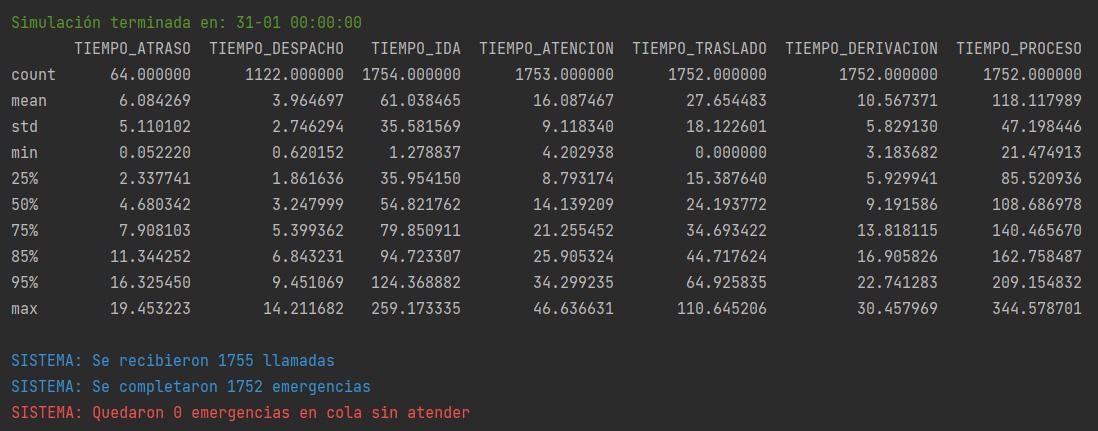 Simulación terminada en: 31-01 00:00:00
TIEMPO_ATRASO TIEMPO_DESPACHO TIEMPO_IDA TIEMPO_ATENCION TIEMPO_TRASLADO TIEMPO_DERIVACION TIEMPO_PROCESO
count 64.000000 1122.000000 1754.000000 1753.000000 1752.000000 1752.000000 1752.000000
mean 6.084269 3.964697 61.038465 16.087467 27.654483 10.567371 118.117989
std 5.110102 2.746294 35.581569 9.118340 18.122601 5.829130 47.198446
min 0.052220 0.620152 1.278837 4.202938 0.000000 3.183682 21.474913
25% 2.337741 1.861636 35.954150 8.793174 15.387640 5.929941 85.520936
50% 4.680342 3.247999 54.821762 14.139209 24.193772 9.191586 108.686978
75% 7.908103 5.399362 79.850911 21.255452 34.693422 13.818115 140.465670
85% 11.344252 6.843231 94.723307 25.905324 44.717624 16.905826 162.758487
95% 16.325450 9.451069 124.368882 34.299235 64.925835 22.741283 209.154832
max 19.453223 14.211682 259.173335 46.636631 110.645206 30.457969 344.578701
SISTEMA: Se recibieron 1755 llamadas
SISTEMA: Se completaron 1752 emergencias
SISTEMA: Quedaron 0 emergencias en cola sin atender